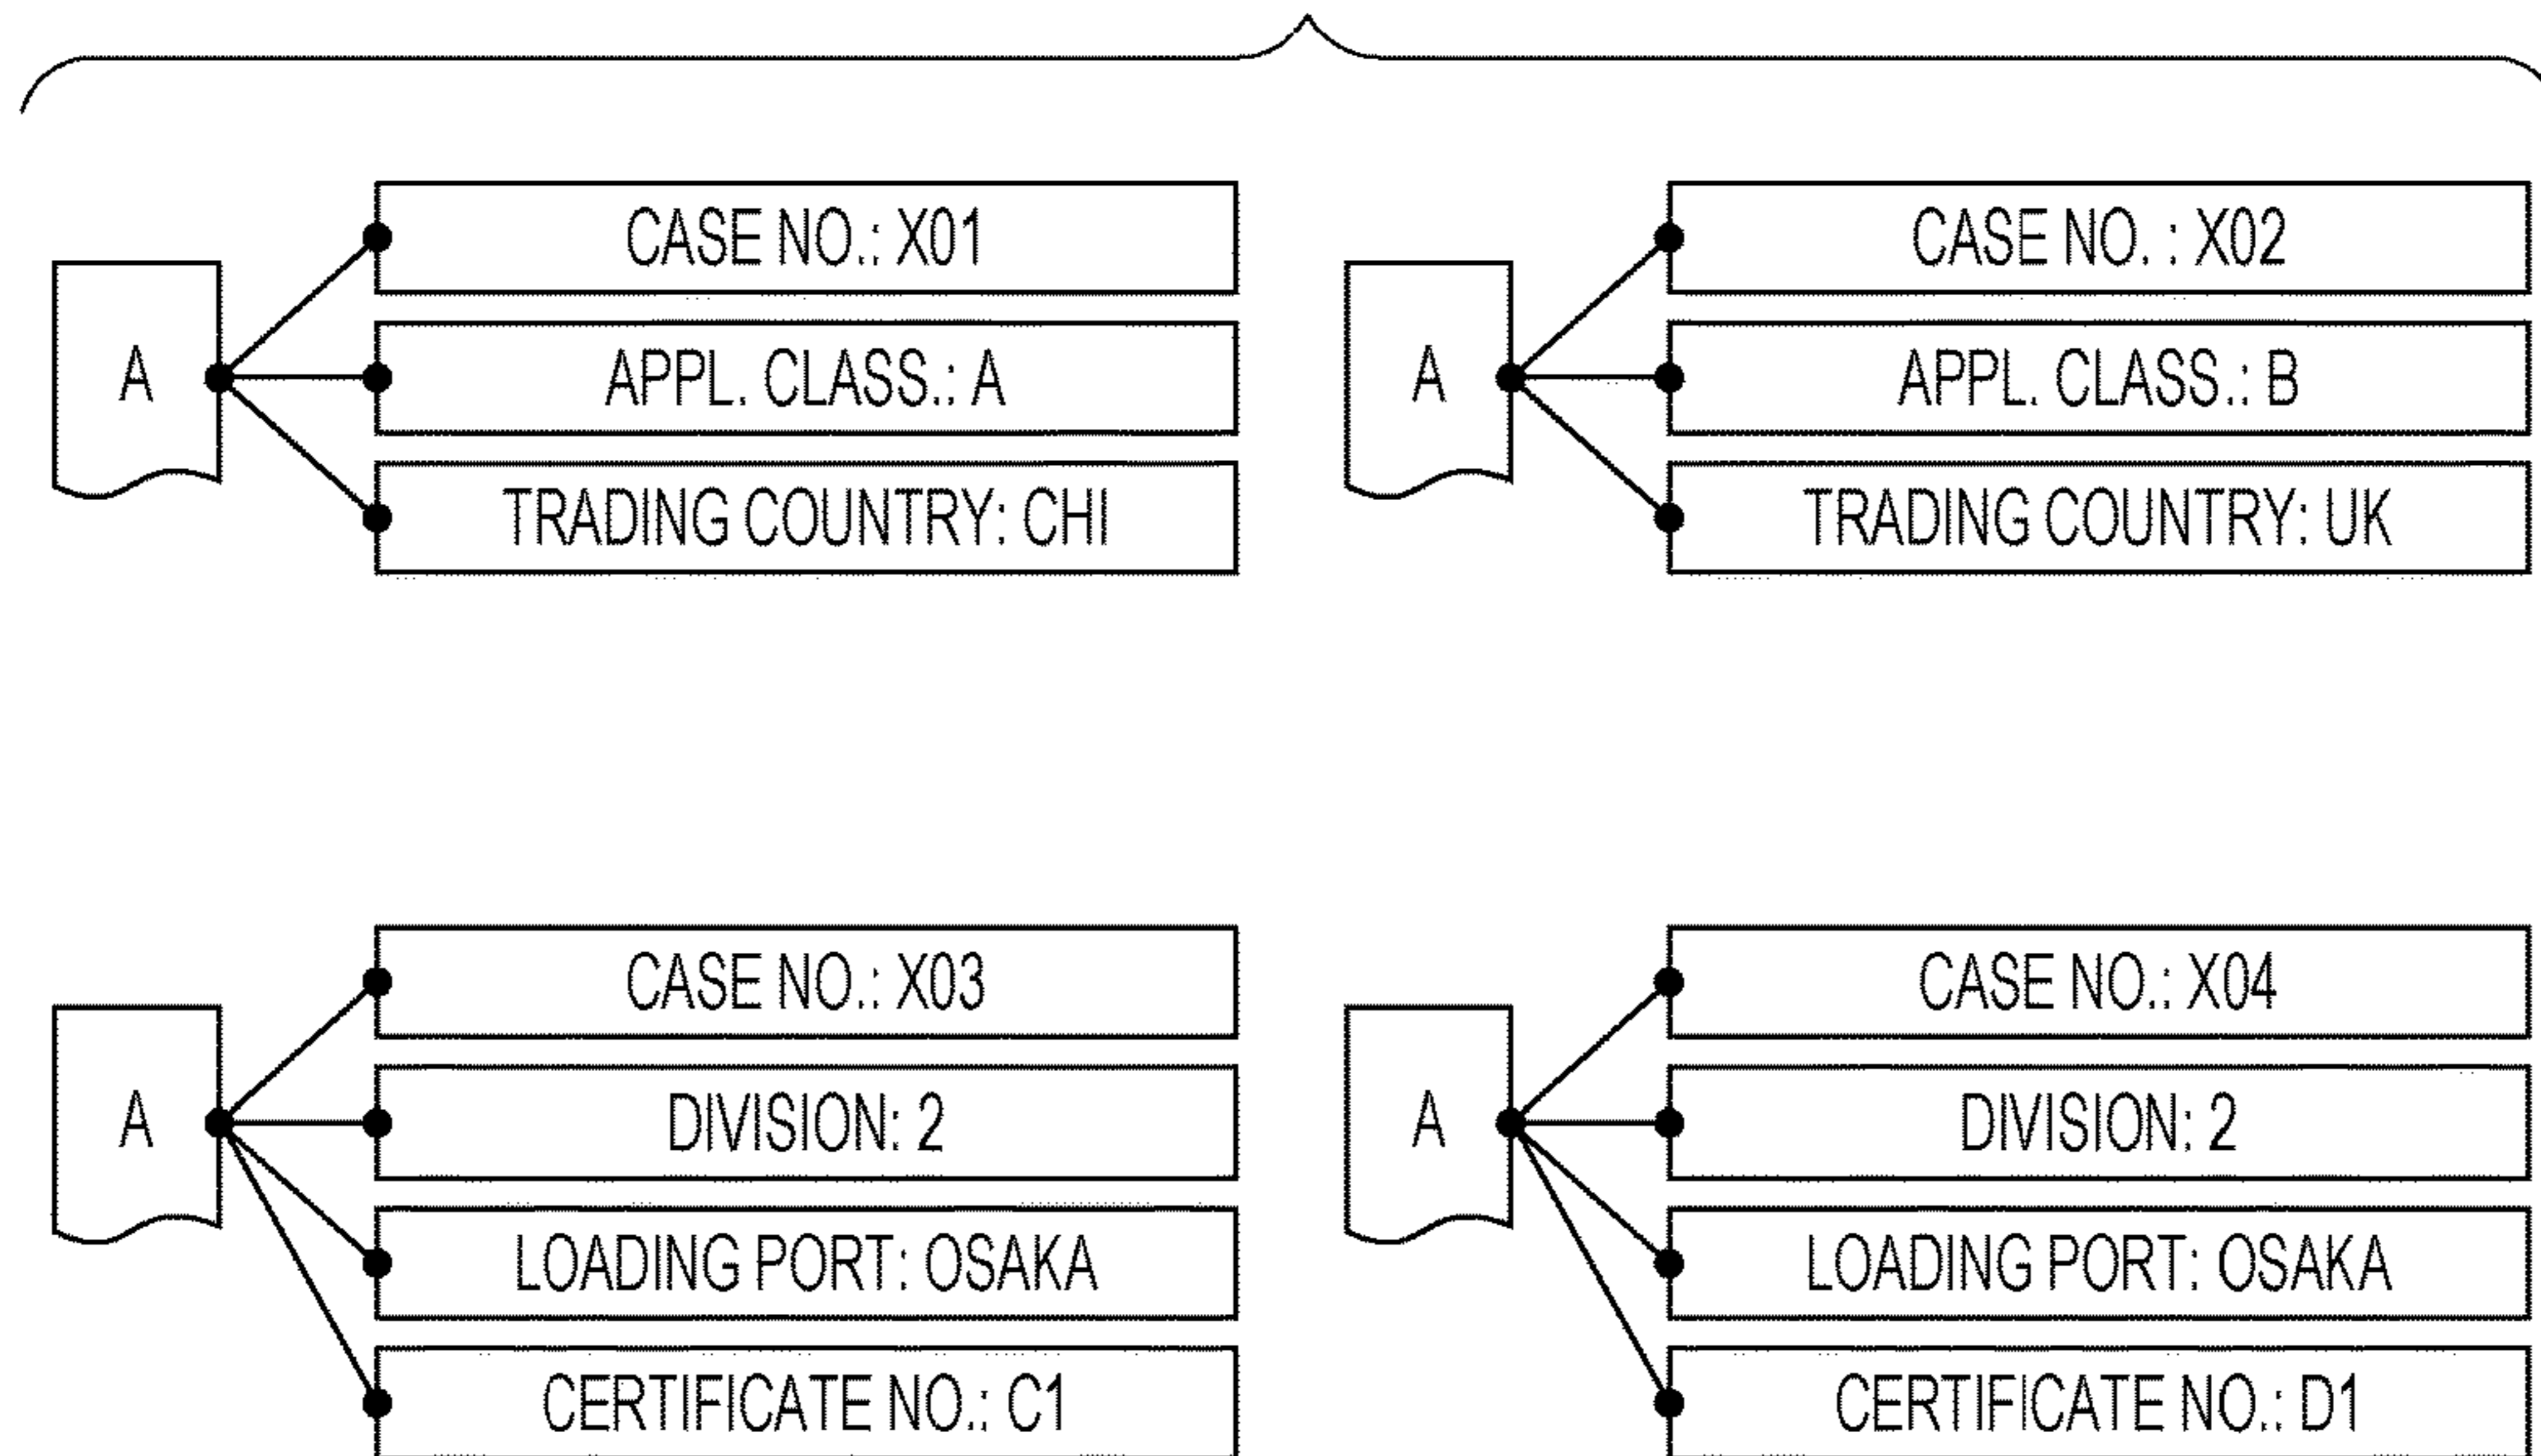 A
CASE NO.: X01
APPL. CLASS.: A
TRADING COUNTRY: CHI
A
CASE NO. : X02
APPL. CLASS.: B
TRADING COUNTRY: UK
A
CASE NO.: X03
DIVISION: 2
LOADING PORT: OSAKA
CERTIFICATE NO.: C1
A
CASE NO.: X04
DIVISION: 2
LOADING PORT: OSAKA
CERTIFICATE NO.: D1